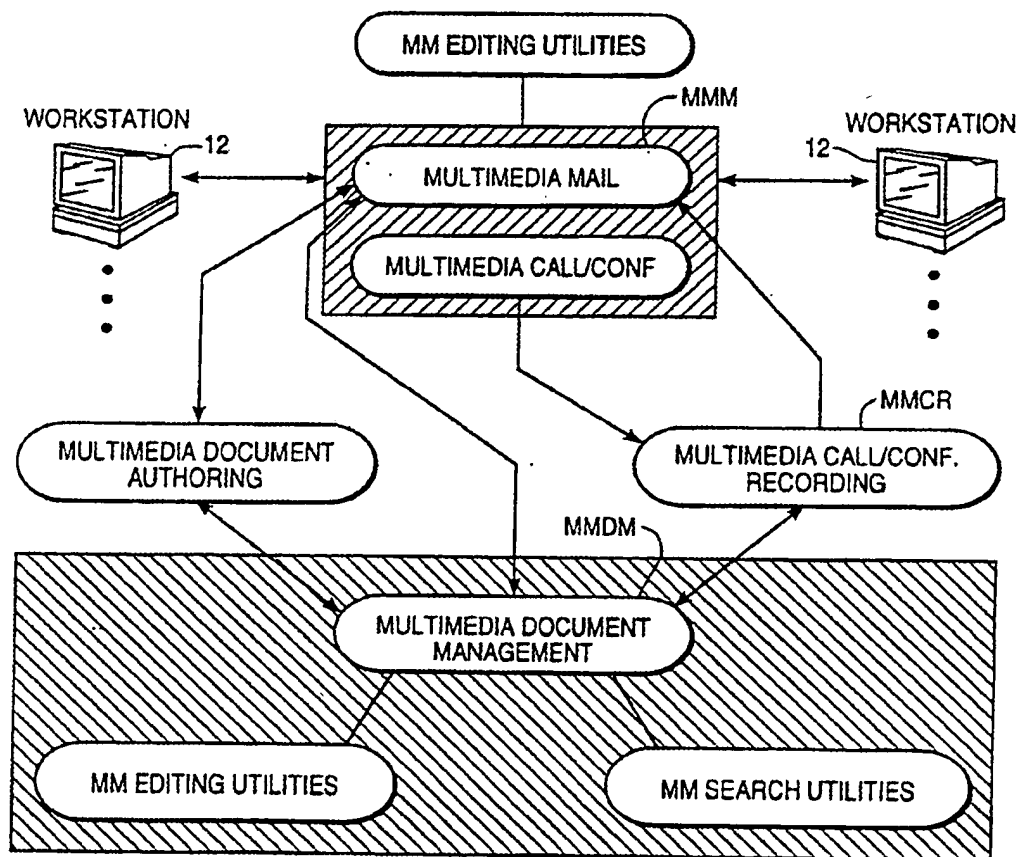 MM EDITING UTILITIES
MMM
WORKSTATION
WORKSTATION
12
12
MULTIMEDIA MAIL
MULTIMEDIA CALL/CONF
MMCR
MULTIMEDIA DOCUMENT
AUTHORING
MULTIMEDIA CALL/CONF.
RECORDING
MMDM
MULTIMEDIA DOCUMENT
MANAGEMENT
MM EDITING UTILITIES
MM SEARCH UTILITIES